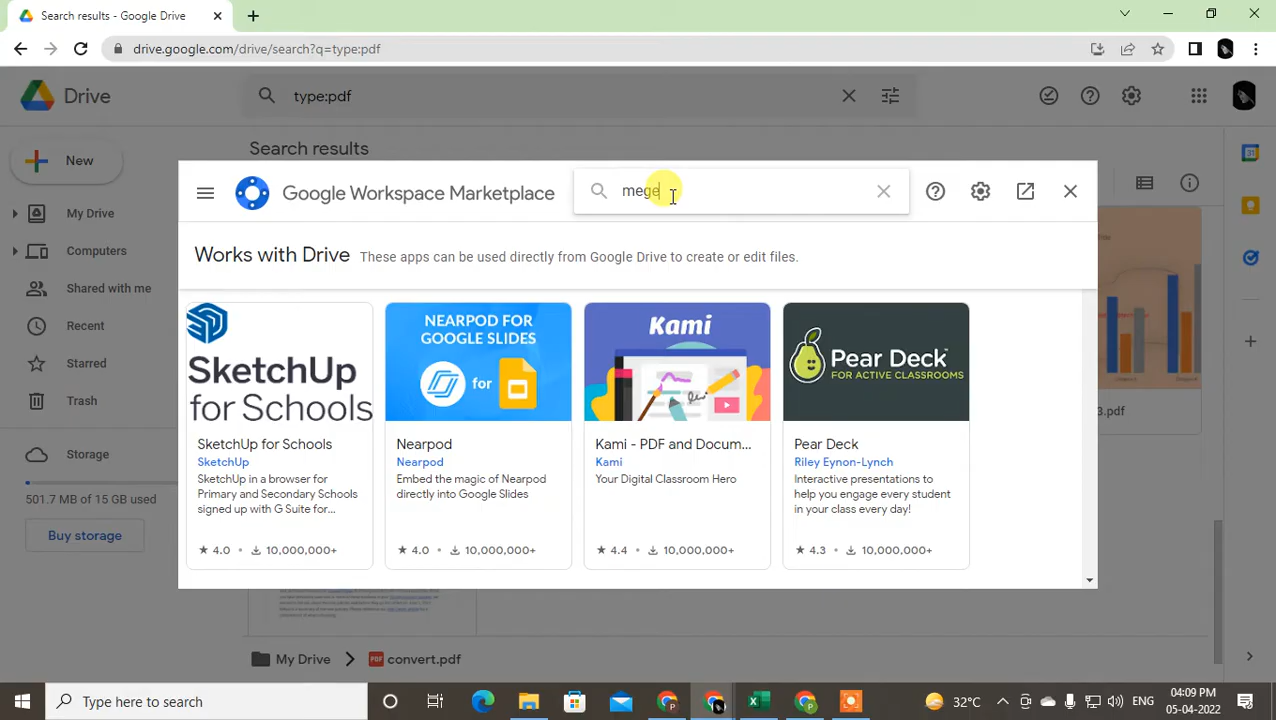 Search results - Google Drive
drive.google.com/drive/search?q=type:pdf
Drive
type:pdf
New
Search results
My Drive
Computers
Shared with me
Recent
Starred
Trash
Storage
501.7 MB of 15 GB used
Buy storage
Google Workspace Marketplace
mege
Works with Drive
These apps can be used directly from Google Drive to create or edit files.
SketchUp
for Schools
SketchUp for Schools
SketchUp
SketchUp in a browser for
Primary and Secondary Schools
signed up with G Suite for...
4.0 • 10,000,000+
NEARPOD FOR
GOOGLE SLIDES
for
Nearpod
Nearpod
Embed the magic of Nearpod
directly into Google Slides
4.0 • 10,000,000+
Kami
Kami - PDF and Docum...
Kami
Your Digital Classroom Hero
4.4 • 10,000,000+
Pear Deck™
FOR ACTIVE CLASSROOMS
Pear Deck
Riley Eynon-Lynch
Interactive presentations to
help you engage every student
in your class every day!
4.3 • 10,000,000+
3.pdf
My Drive
PDF
convert.pdf
Type here to search
32°C
ENG
04:09 PM
05-04-2022